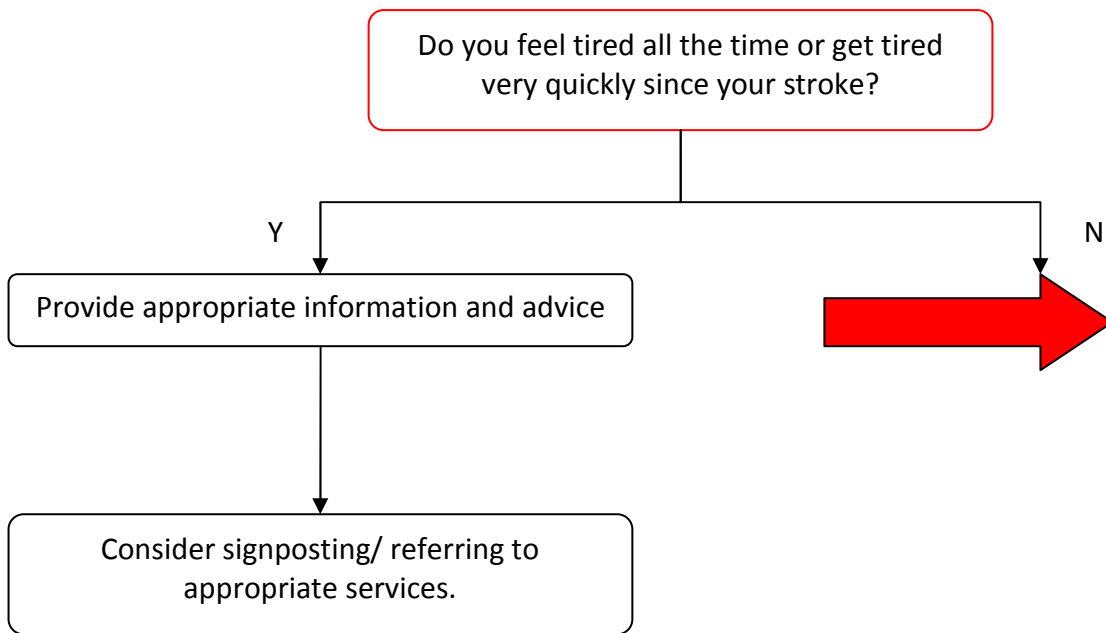 Do you feel tired all the time or get tired
very quickly since your stroke?
Y
N
Provide appropriate information and advice
Consider signposting/ referring to
appropriate services.